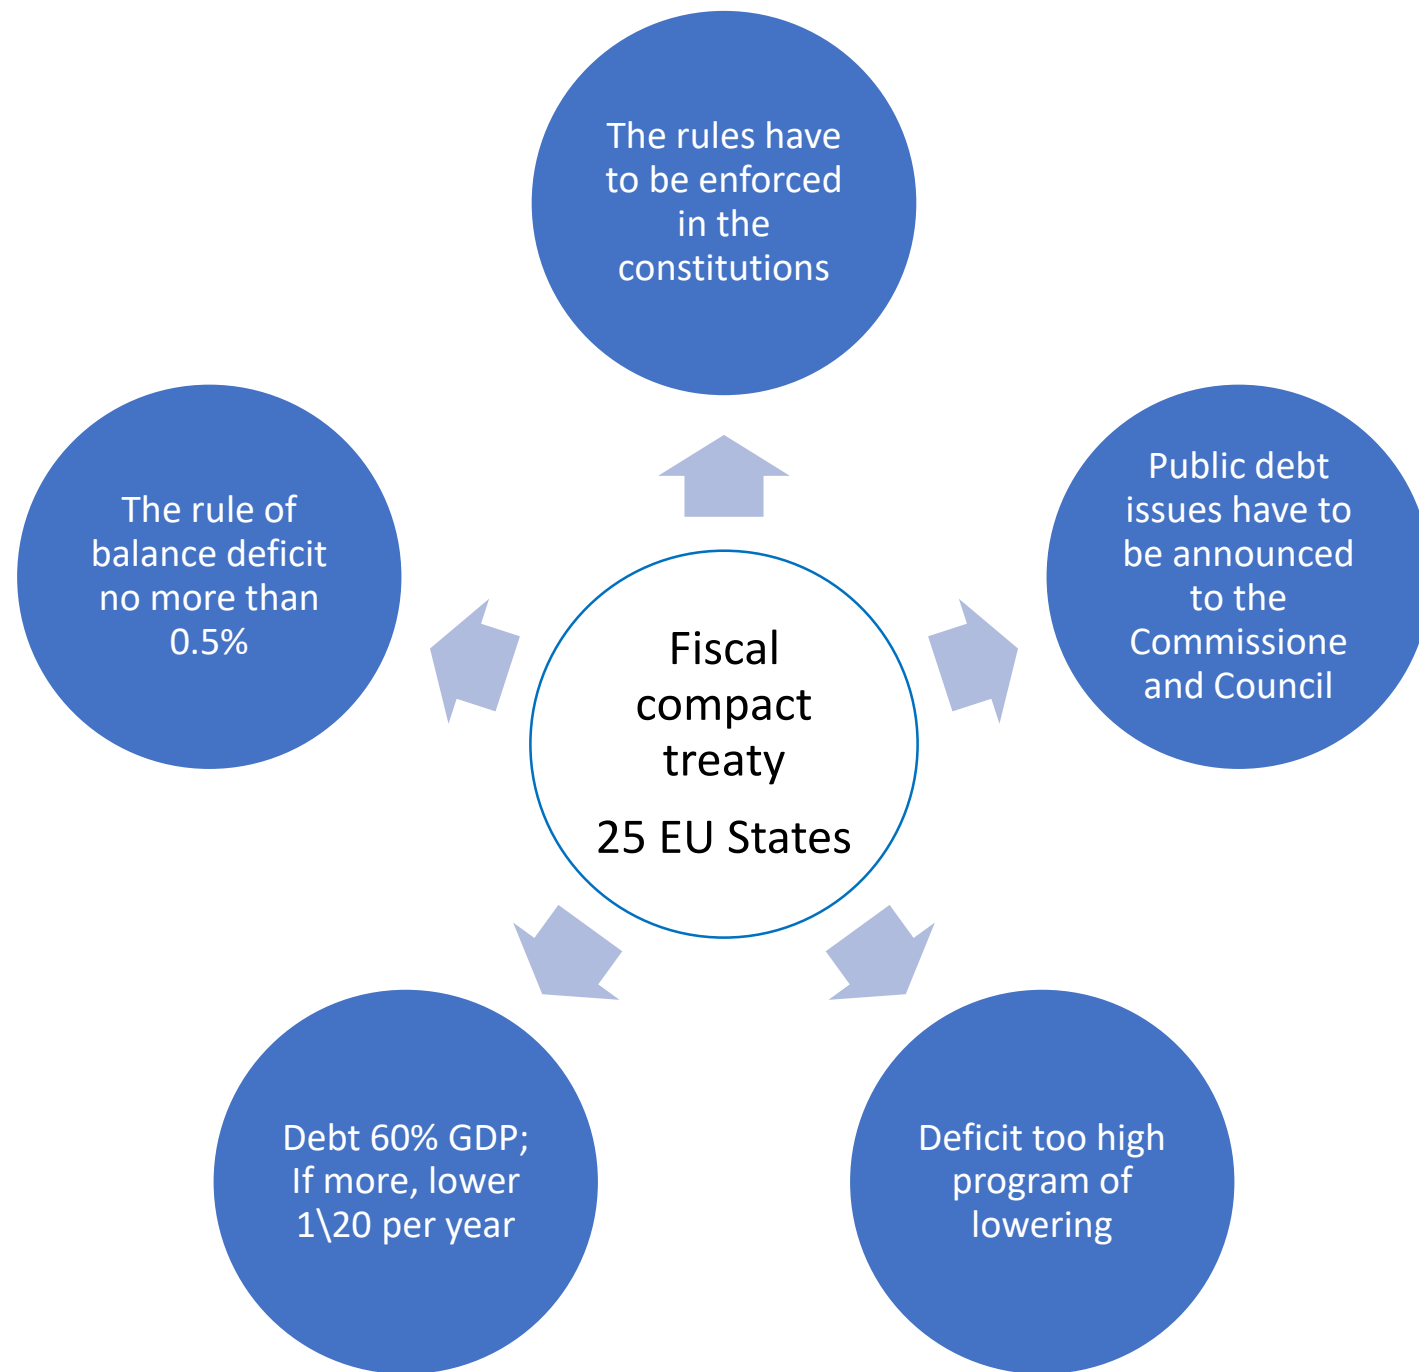 The rules have
to be enforced
in the
constitutions
Public debt
issues have to
be announced
to the
Commissione
and Council
Deficit too high
program of
lowering
Debt 60% GDP;
If more, lower
1\20 per year
The rule of
balance deficit
no more than
0.5%
Fiscal
compact
treaty
25 EU States